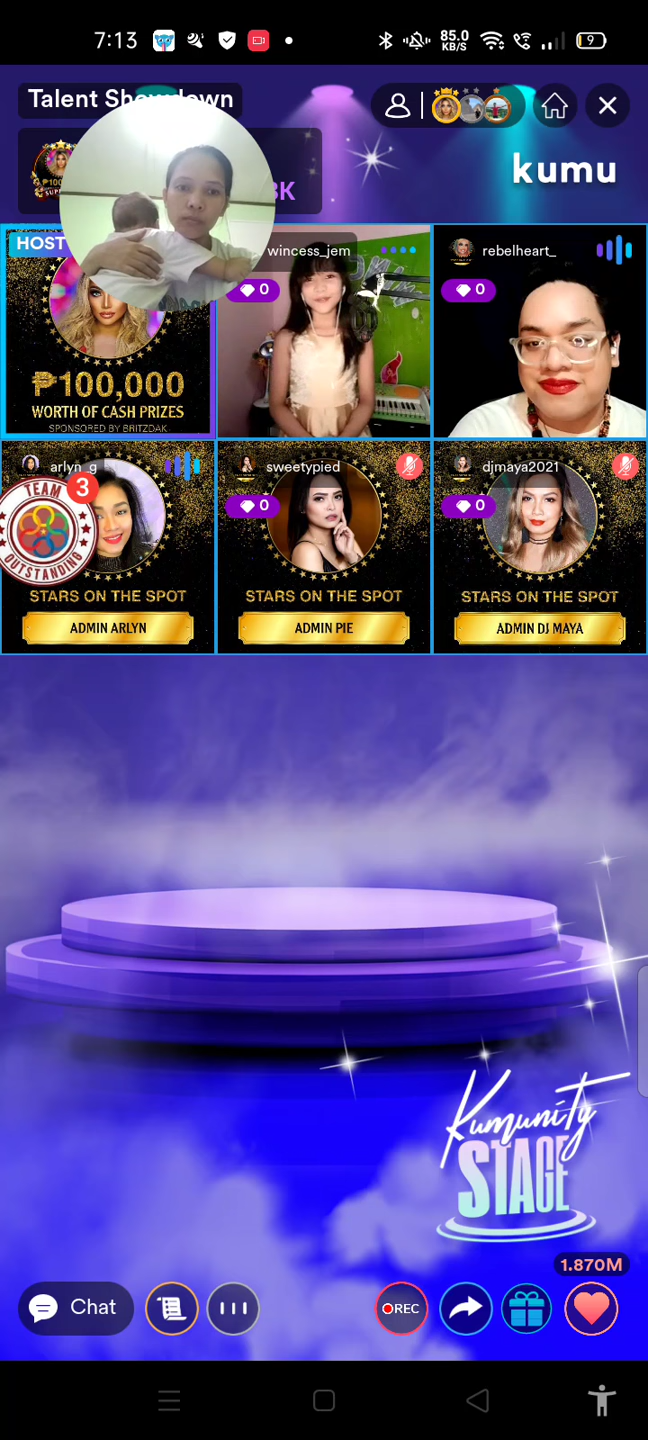 7:13
85.0
KB/S
9
Talent Showdown
kumu
HOST
wincess_jem
rebelheart_
0
0
₱100,000
WORTH OF CASH PRIZES
SPONSORED BY BRITZDAK
arlyn_g
sweetypied
djmaya2021
3
0
0
TEAM
OUTSTANDING
STARS ON THE SPOT
STARS ON THE SPOT
STARS ON THE SPOT
ADMIN ARLYN
ADMIN PIE
ADMIN DJ MAYA
Kumunity
STAGE
1.870M
Chat
REC